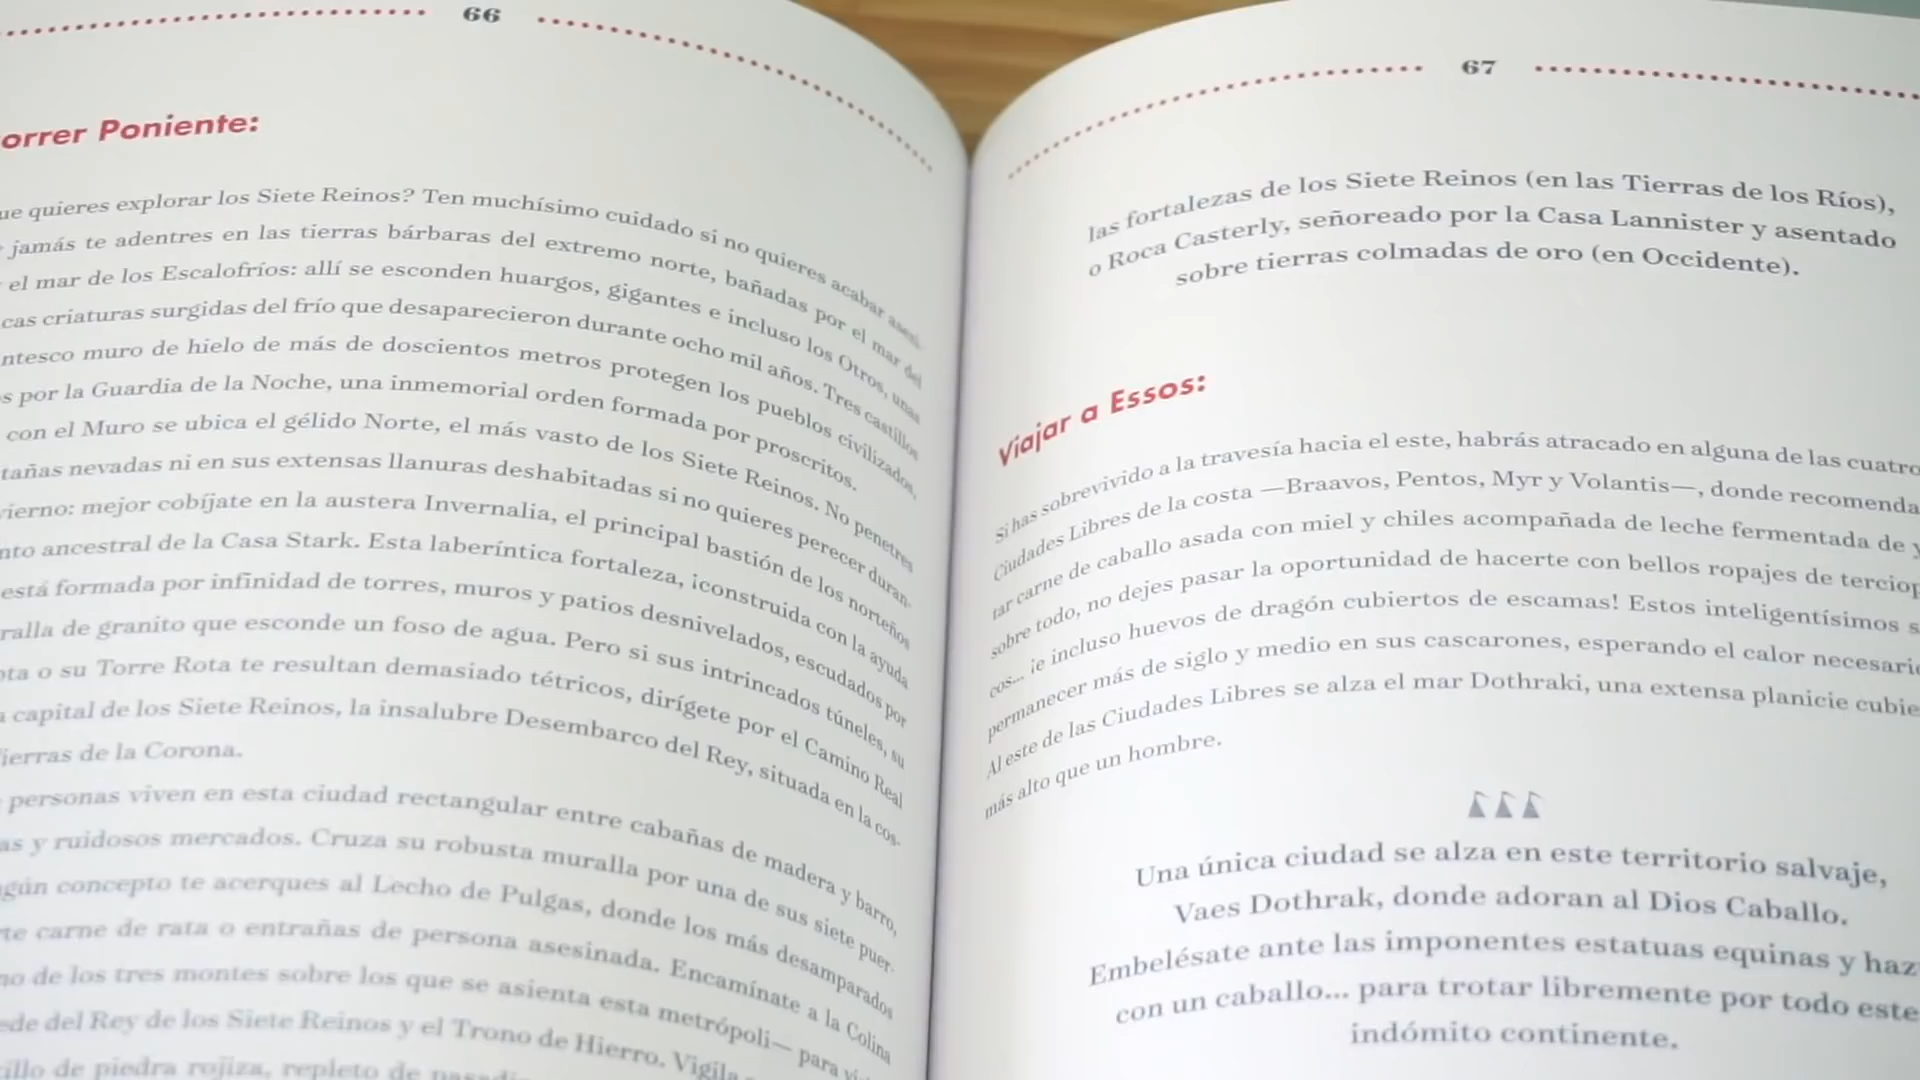 66
orrer Poniente:
ue quieres explorar los Siete Reinos? Ten muchísimo cuidado si no quieres acabar asesi-
jamás te adentres en las tierras bárbaras del extremo norte, bañadas por el mar del
el mar de los Escalofríos: allí se esconden huargos, gigantes e incluso los Otros, unas
cas criaturas surgidas del frío que desaparecieron durante ocho mil años. Tres castillos
ntesco muro de hielo de más de doscientos metros protegen los pueblos civilizados,
s por la Guardia de la Noche, una inmemorial orden formada por proscritos.
con el Muro se ubica el gélido Norte, el más vasto de los Siete Reinos. No penetres
tañas nevadas ni en sus extensas llanuras deshabitadas si no quieres perecer duran-
vierno: mejor cobíjate en la austera Invernalia, el principal bastión de los norteños
nto ancestral de la Casa Stark. Esta laberíntica fortaleza, ¡construida con la ayuda
está formada por infinidad de torres, muros y patios desnivelados, escudados por
ralla de granito que esconde un foso de agua. Pero si sus intrincados túneles, su
ota o su Torre Rota te resultan demasiado tétricos, dirígete por el Camino Real
a capital de los Siete Reinos, la insalubre Desembarco del Rey, situada en la cos-
ierras de la Corona.
personas viven en esta ciudad rectangular entre cabañas de madera y barro,
as y ruidosos mercados. Cruza su robusta muralla por una de sus siete puer-
gún concepto te acerques al Lecho de Pulgas, donde los más desamparados
te carne de rata o entrañas de persona asesinada. Encamínate a la Colina
no de los tres montes sobre los que se asienta esta metrópoli— para
ede del Rey de los Siete Reinos y el Trono de Hierro. Vigila
illo de piedra rojiza, repleto de
67
las fortalezas de los Siete Reinos (en las Tierras de los Ríos),
o Roca Casterly, señoreado por la Casa Lannister y asentado
sobre tierras colmadas de oro (en Occidente).
Viajar a Essos:
Si has sobrevivido a la travesía hacia el este, habrás atracado en alguna de las cuatro
Ciudades Libres de la costa —Braavos, Pentos, Myr y Volantis—, donde recomenda
tar carne de caballo asada con miel y chiles acompañada de leche fermentada de y
sobre todo, no dejes pasar la oportunidad de hacerte con bellos ropajes de terciop
cos... ¡e incluso huevos de dragón cubiertos de escamas! Estos inteligentísimos s
permanecer más de siglo y medio en sus cascarones, esperando el calor necesario
Al este de las Ciudades Libres se alza el mar Dothraki, una extensa planicie cubie
más alto que un hombre.
Una única ciudad se alza en este territorio salvaje,
Vaes Dothrak, donde adoran al Dios Caballo.
Embelésate ante las imponentes estatuas equinas y haz
con un caballo... para trotar libremente por todo este
indómito continente.